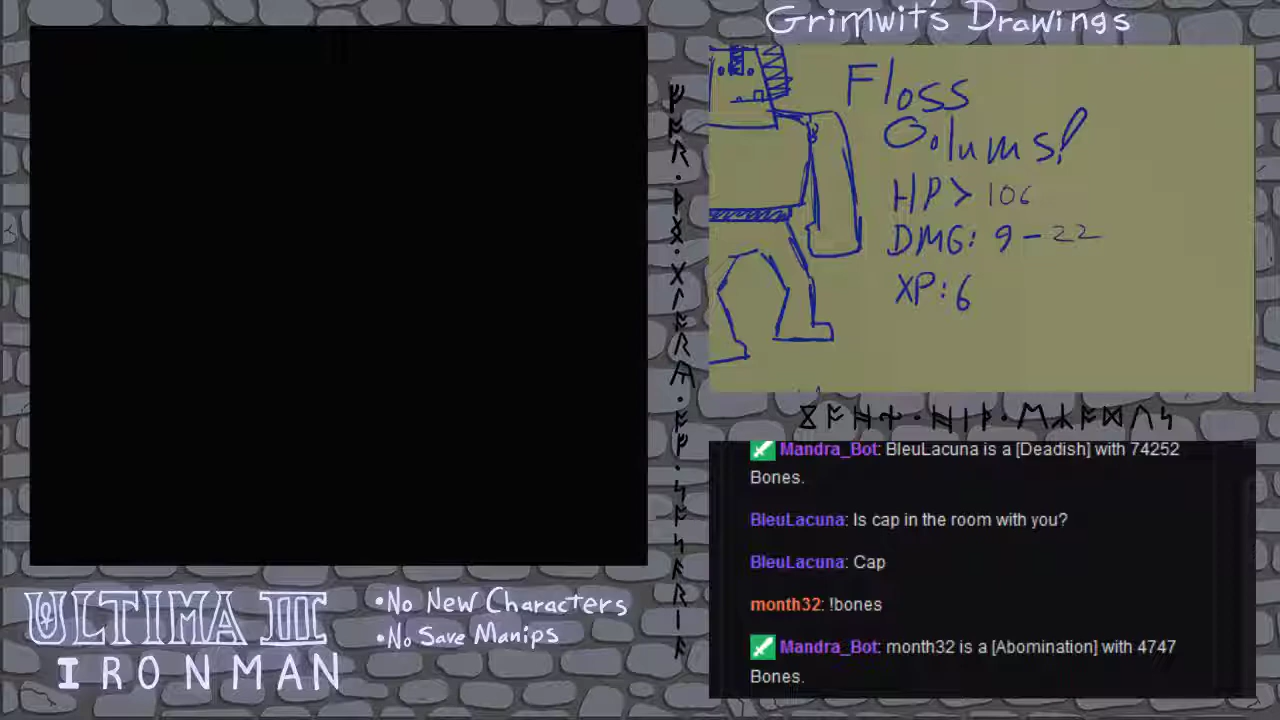 Grimwit's Drawings
Floss
Golums!
HP > 106
DMG: 9-22
XP: 6
Mandra_Bot: BleuLacuna is a [Deadish] with 74252
Bones.
BleuLacuna: Is cap in the room with you?
BleuLacuna: Cap
month32: !bones
Mandra_Bot: month32 is a [Abomination] with 4747
Bones.
ULTIMA III
IRONMAN
•No New Characters
•No Save Manips